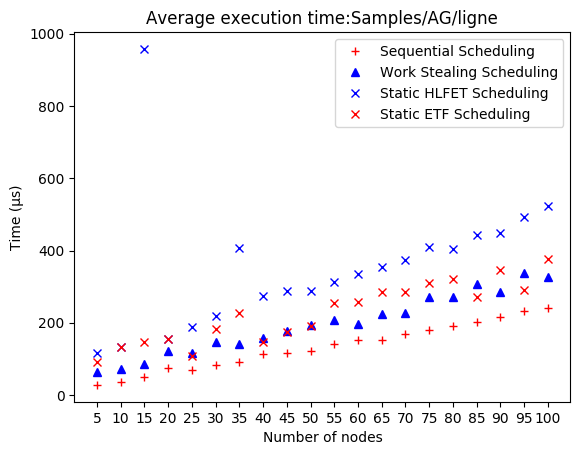 Average execution time:Samples/AG/ligne
Time (µs)
1000
800
600
400
200
0
Sequential Scheduling
Work Stealing Scheduling
Static HLFET Scheduling
Static ETF Scheduling
5 10 15 20 25 30 35 40 45 50 55 60 65 70 75 80 85 90 95 100
Number of nodes